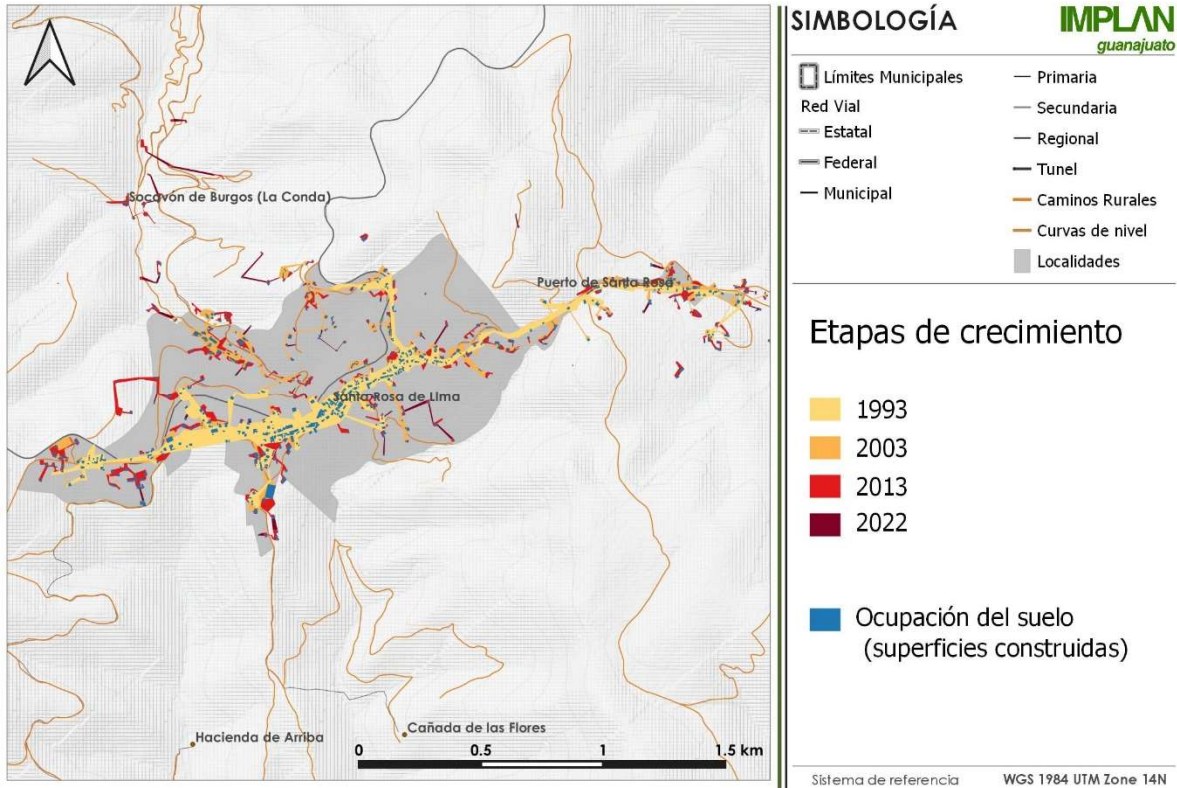 Socavón de Burgos (La Conda)
Puerto de Santa Rosa
Santa Rosa de Lima
Hacienda de Arriba
Cañada de las Flores
0 0.5 1 1.5 km
SIMBOLOGÍA
IMPLAN
guanajuato
Límites Municipales
Red Vial
Estatal
Federal
Municipal
Primaria
Secundaria
Regional
Tunel
Caminos Rurales
Curvas de nivel
Localidades
Etapas de crecimiento
1993
2003
2013
2022
Ocupación del suelo
(superficies construidas)
Sistema de referencia WGS 1984 UTM Zone 14N